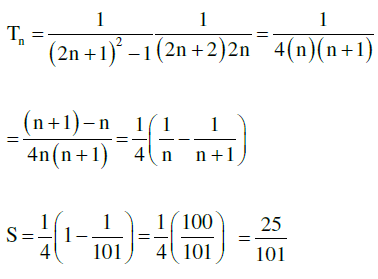 Tₙ = 1/((2n+1)² −1) 1/((2n+2)2n) = 1/(4(n)(n+1))
= ((n+1)−n)/(4n(n+1)) = 1/4(1/n − 1/(n+1))
S = 1/4(1 − 1/101) = 1/4(100/101) = 25/101